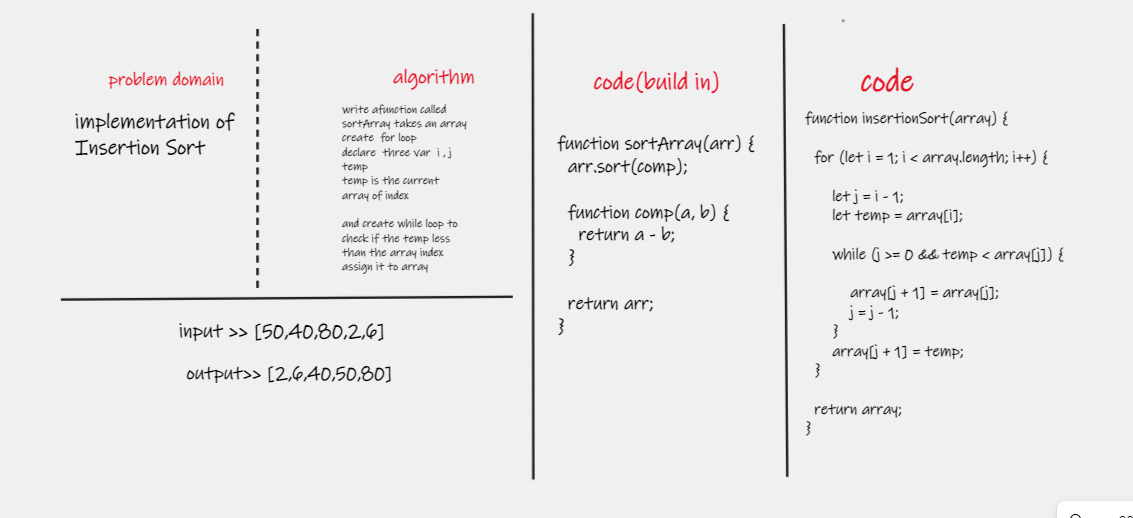 problem domain
implementation of
Insertion Sort
algorithm
write afunction called
sortArray takes an array
create for loop
declare three var i , j
temp
temp is the current
array of index
and create while loop to
check if the temp less
than the array index
assign it to array
input >> [50,40,80,2,6]
output>> [2,6,40,50,80]
code(build in)
function sortArray(arr) {
arr.sort(comp);
function comp(a, b) {
return a - b;
}
return arr;
}
code
function insertionSort(array) {
for (let i = 1; i < array.length; i++) {
let j = i - 1;
let temp = array[i];
while (j >= 0 && temp < array[j]) {
array[j + 1] = array[j];
j = j - 1;
}
array[j + 1] = temp;
}
return array;
}